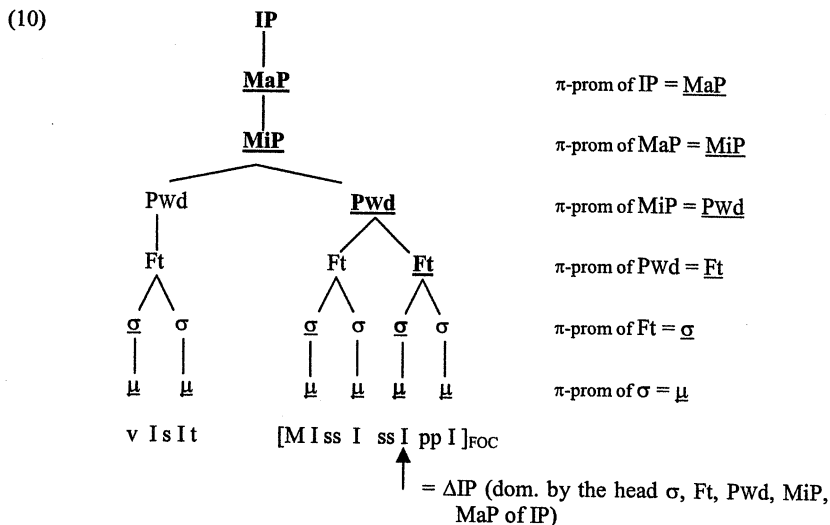 (10) IP
MaP π-prom of IP = MaP
MiP π-prom of MaP = MiP
PWd PWd π-prom of MiP = PWd
Ft Ft Ft π-prom of PWd = Ft
σ σ σ σ σ σ π-prom of Ft = σ
μ μ μ μ μ μ π-prom of σ = μ
v I s I t [M I ss I ss I pp I ]FOC
= ΔIP (dom. by the head σ, Ft, PWd, MiP,
MaP of IP)